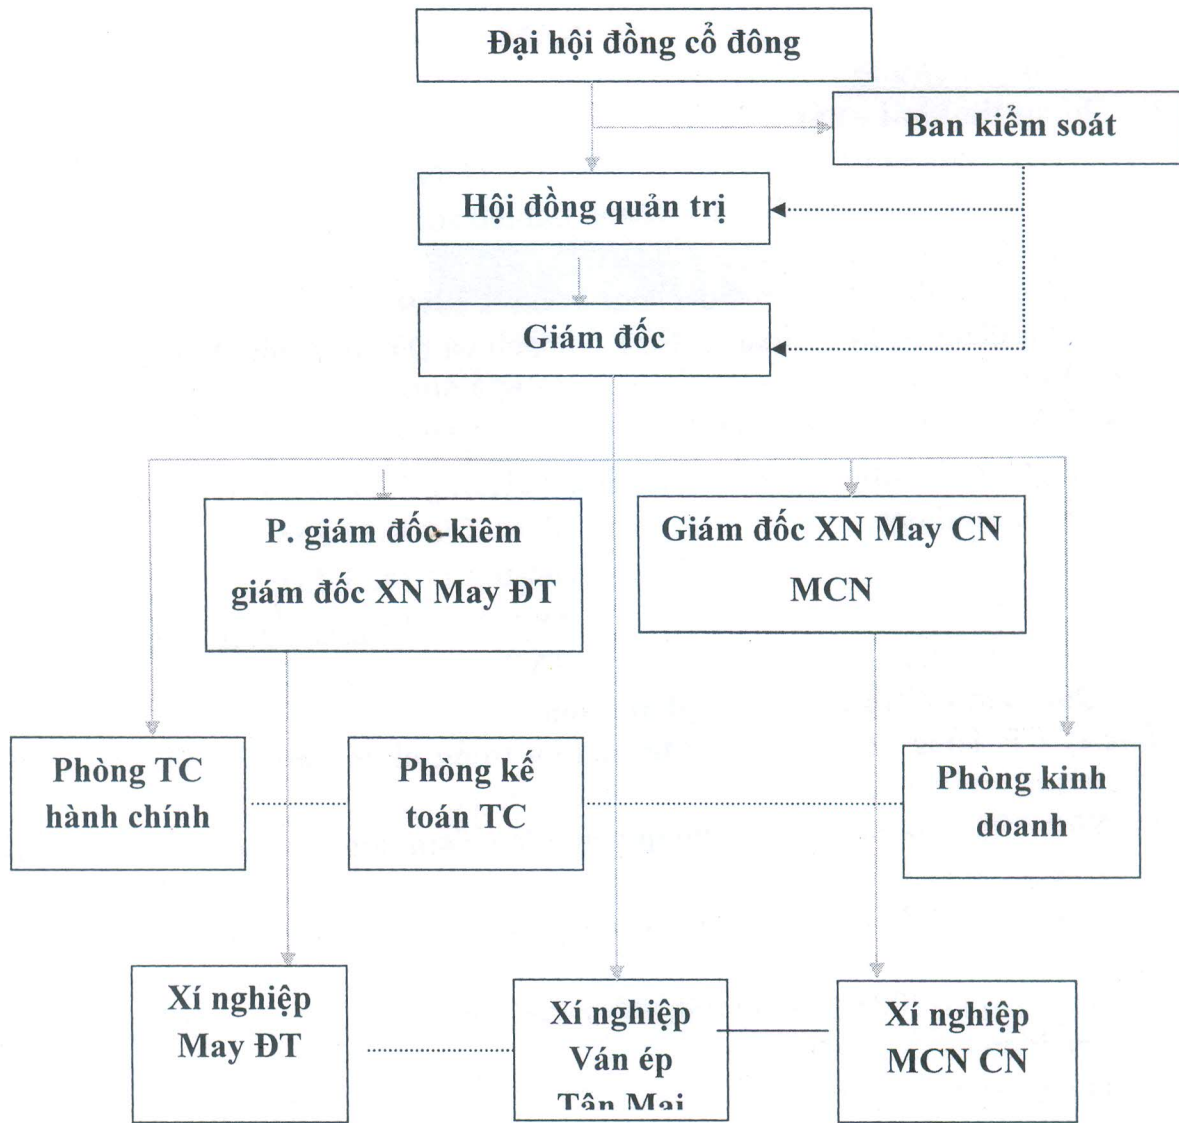 Đại hội đồng cổ đông
Ban kiểm soát
Hội đồng quản trị
Giám đốc
P. giám đốc-kiêm
giám đốc XN May ĐT
Giám đốc XN May CN
MCN
Phòng TC
hành chính
Phòng kế
toán TC
Phòng kinh
doanh
Xí nghiệp
May ĐT
Xí nghiệp
Ván ép
Tân Mai
Xí nghiệp
MCN CN